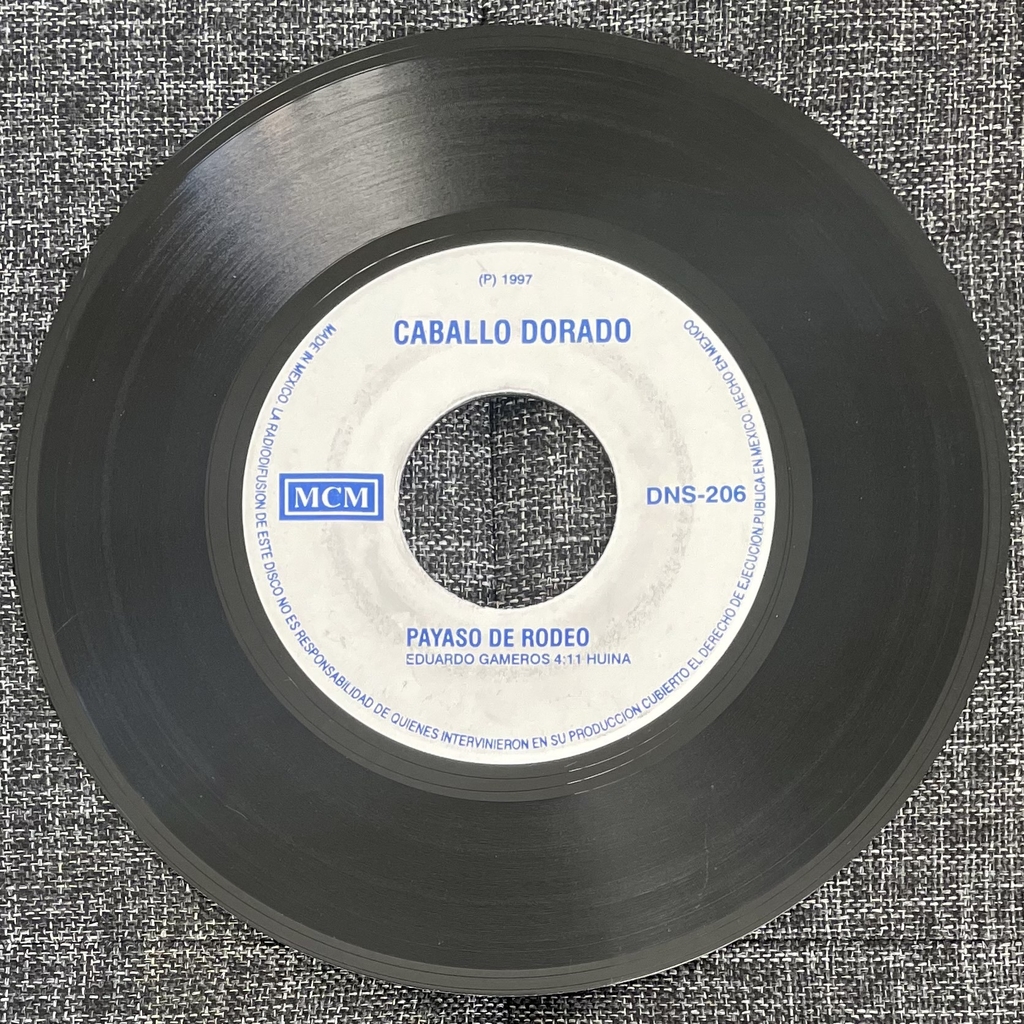 (P) 1997
CABALLO DORADO
MCM
DNS-206
PAYASO DE RODEO
EDUARDO GAMEROS 4:11 HUINA
MADE IN MEXICO. LA RADIODIFUSION DE ESTE DISCO NO ES RESPONSABILIDAD DE QUIENES INTERVINIERON EN SU PRODUCCION CUBIERTO EL DERECHO DE EJECUCION PUBLICA EN MEXICO. HECHO EN MEXICO